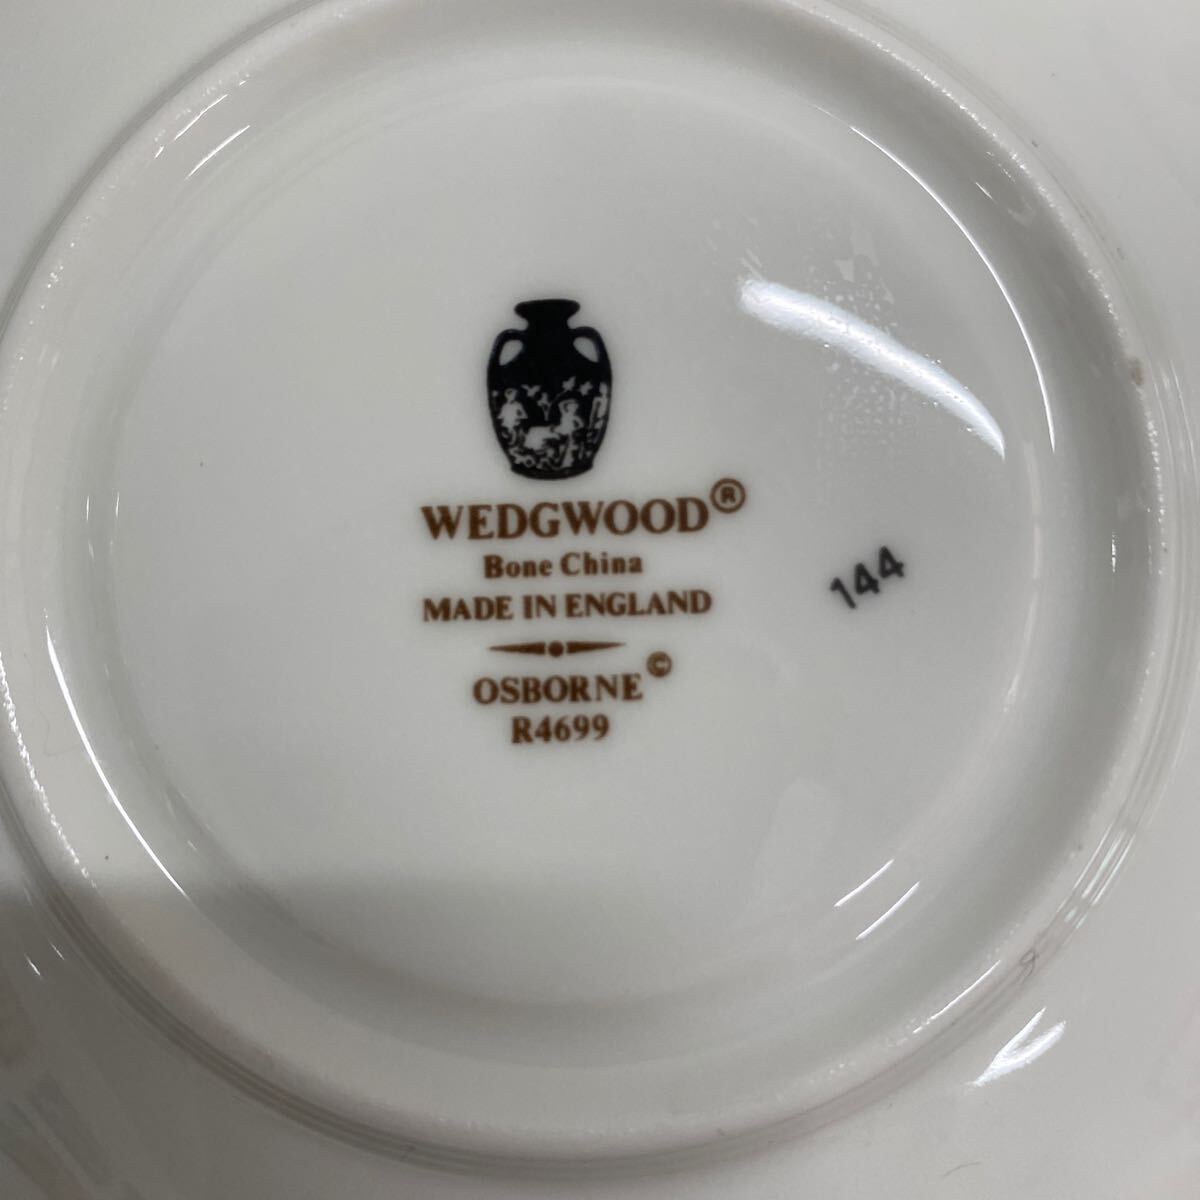 WEDGWOOD®
Bone China
MADE IN ENGLAND
OSBORNE©
R4699
144